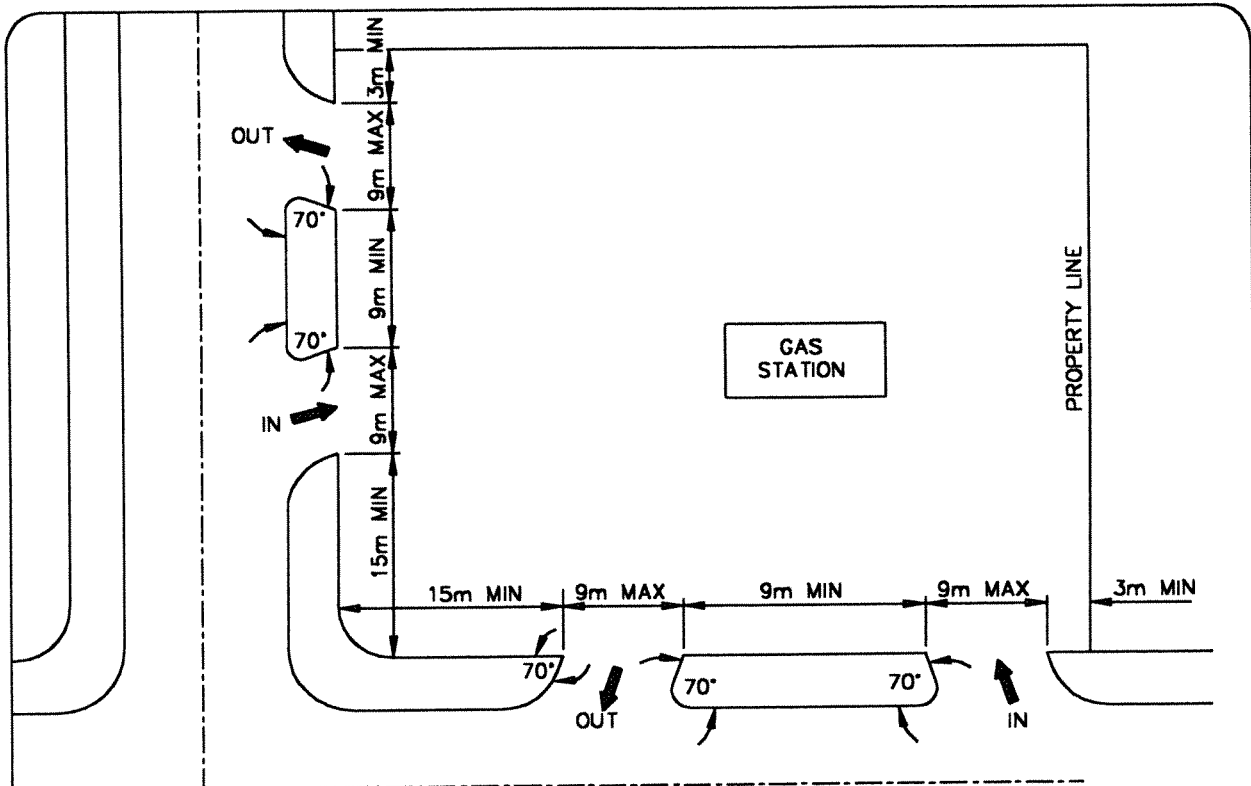 3m MIN
OUT
9m MAX
70°
9m MIN
70°
GAS
STATION
PROPERTY LINE
IN
9m MAX
15m MIN
15m MIN
9m MAX
9m MIN
9m MAX
3m MIN
70°
70°
70°
OUT
IN